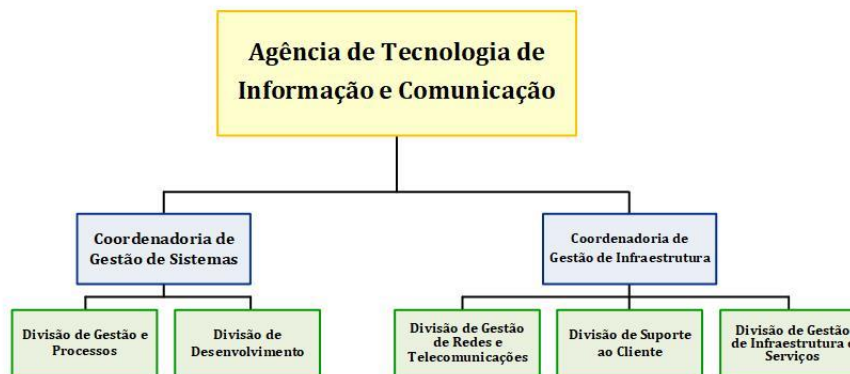 Agência de Tecnologia de
Informação e Comunicação
Coordenadoria de
Gestão de Sistemas
Coordenadoria de
Gestão de Infraestrutura
Divisão de Gestão e
Processos
Divisão de
Desenvolvimento
Divisão de Gestão
de Redes e
Telecomunicações
Divisão de Suporte
ao Cliente
Divisão de Gestão
de Infraestrutura e
Serviços